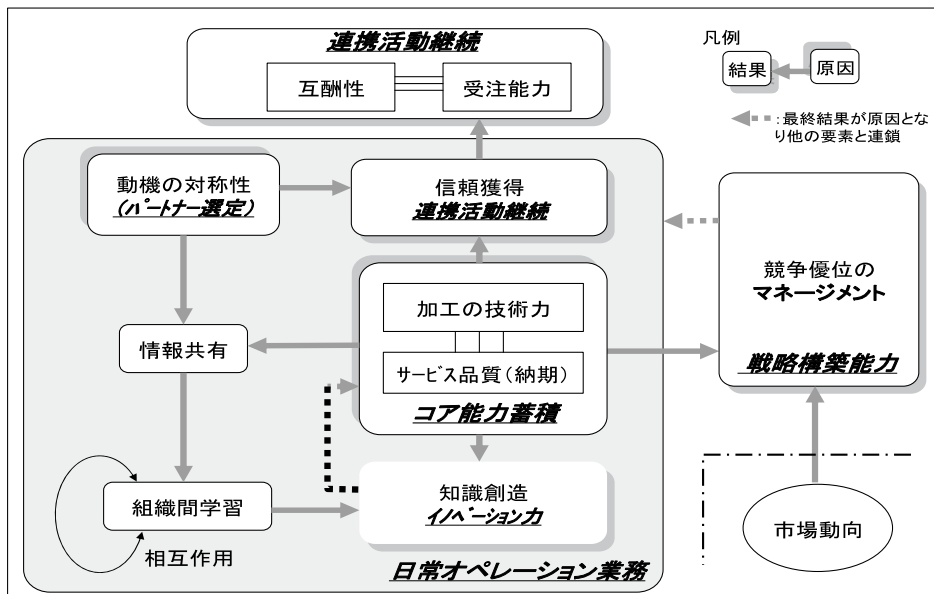 連携活動継続
互酬性
受注能力
凡例
結果
原因
:最終結果が原因とな
り他の要素と連鎖
動機の対称性
(パートナー選定)
信頼獲得
連携活動継続
競争優位の
マネージメント
戦略構築能力
加工の技術力
サービス品質(納期)
コア能力蓄積
情報共有
組織間学習
相互作用
知識創造
イノベーション力
市場動向
日常オペレーション業務